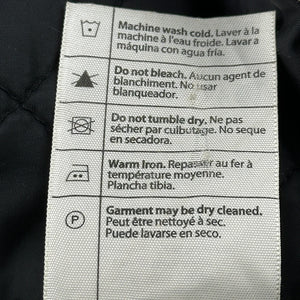 Machine wash cold. Laver à la
machine à l'eau froide. Lavar a
máquina con agua fría.
Do not bleach. Aucun agent de
blanchiment. No usar
blanqueador.
Do not tumble dry. Ne pas
sécher par culbutage. No seque
en secadora.
Warm Iron. Repasser au fer à
température moyenne.
Plancha tibia.
P
Garment may be dry cleaned.
Peut être nettoyé à sec.
Puede lavarse en seco.